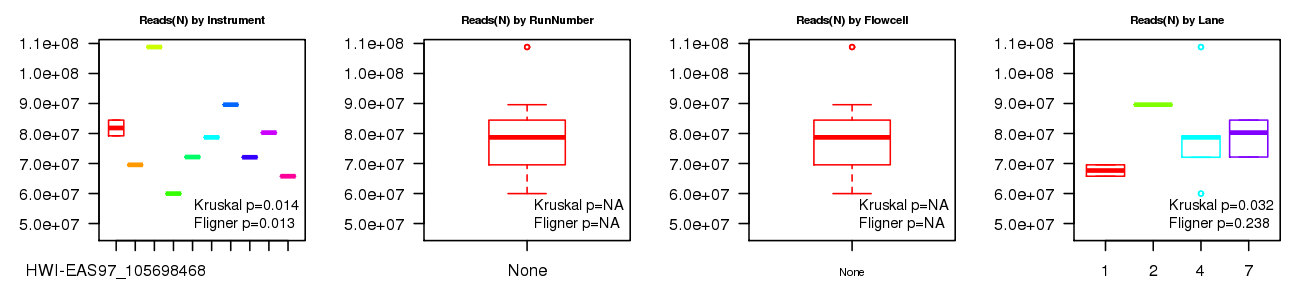 Reads(N) by Instrument
1.1e+08
1.0e+08
9.0e+07
8.0e+07
7.0e+07
6.0e+07
5.0e+07
Kruskal p=0.014
Fligner p=0.013
HWI-EAS97_105698468
Reads(N) by RunNumber
1.1e+08
1.0e+08
9.0e+07
8.0e+07
7.0e+07
6.0e+07
5.0e+07
Kruskal p=NA
Fligner p=NA
None
Reads(N) by Flowcell
1.1e+08
1.0e+08
9.0e+07
8.0e+07
7.0e+07
6.0e+07
5.0e+07
Kruskal p=NA
Fligner p=NA
None
Reads(N) by Lane
1.1e+08
1.0e+08
9.0e+07
8.0e+07
7.0e+07
6.0e+07
5.0e+07
Kruskal p=0.032
Fligner p=0.238
1 2 4 7